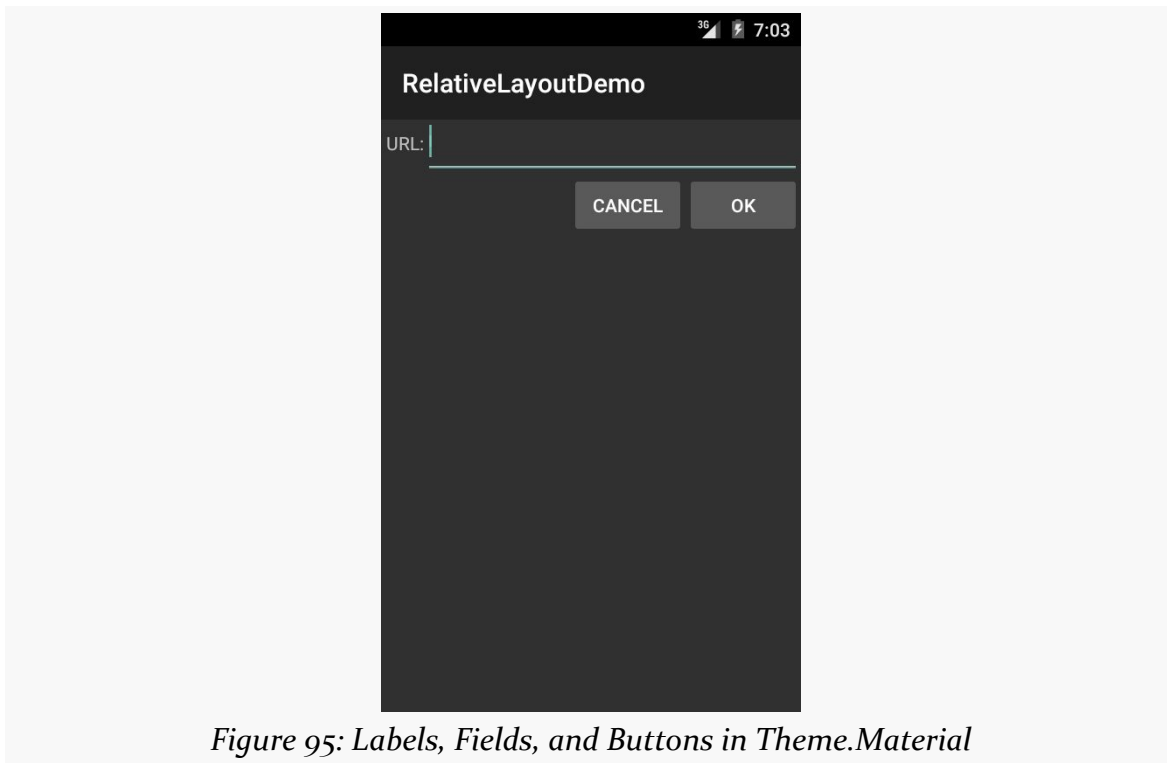 3G 7:03
RelativeLayoutDemo
URL:
CANCEL OK
Figure 95: Labels, Fields, and Buttons in Theme.Material